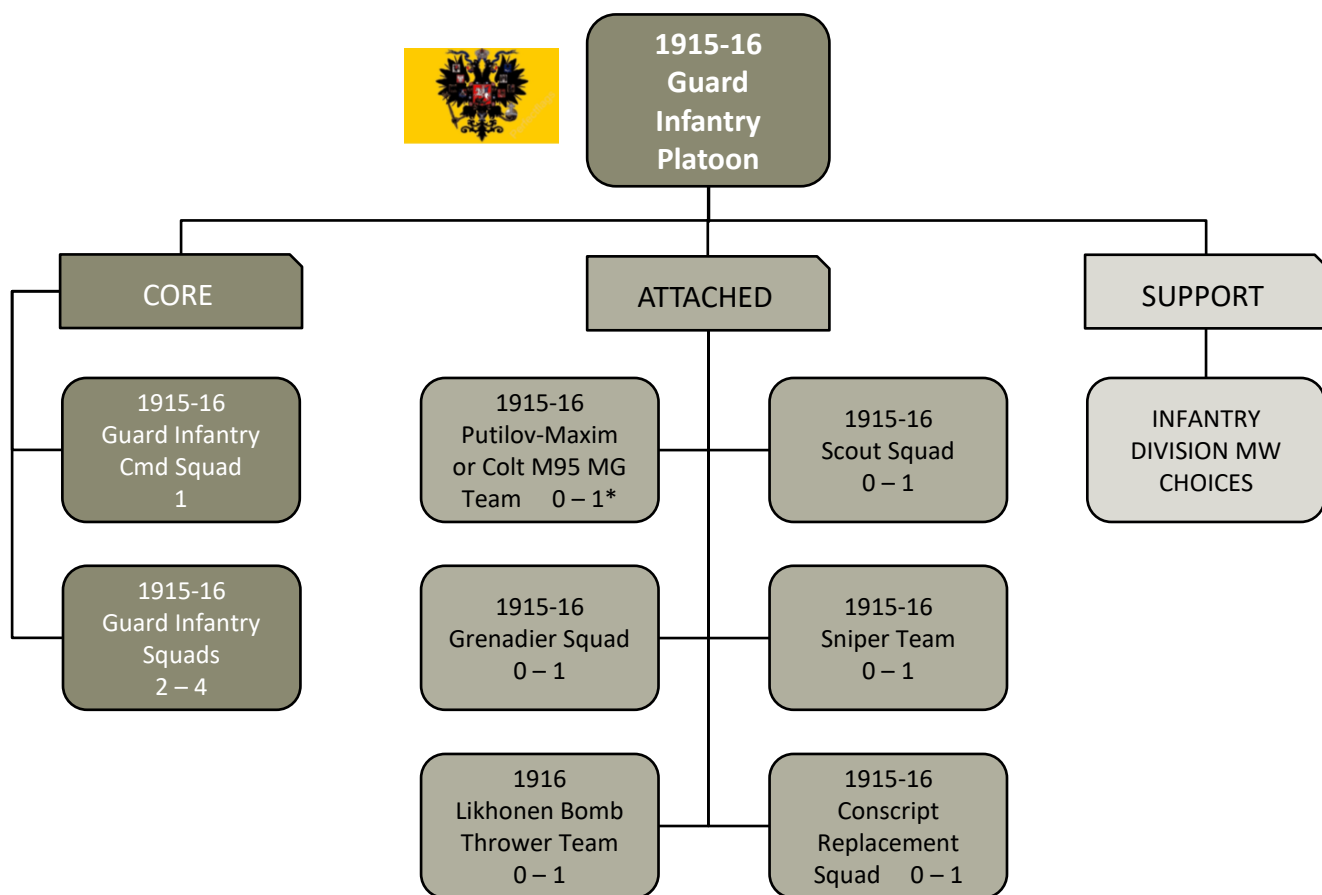 1915-16
Guard
Infantry
Platoon
CORE
ATTACHED
SUPPORT
1915-16
Guard Infantry
Cmd Squad
1
1915-16
Putilov-Maxim
or Colt M95 MG
Team 0 – 1*
1915-16
Scout Squad
0 – 1
INFANTRY
DIVISION MW
CHOICES
1915-16
Guard Infantry
Squads
2 – 4
1915-16
Grenadier Squad
0 – 1
1915-16
Sniper Team
0 – 1
1916
Likhonen Bomb
Thrower Team
0 – 1
1915-16
Conscript
Replacement
Squad 0 – 1